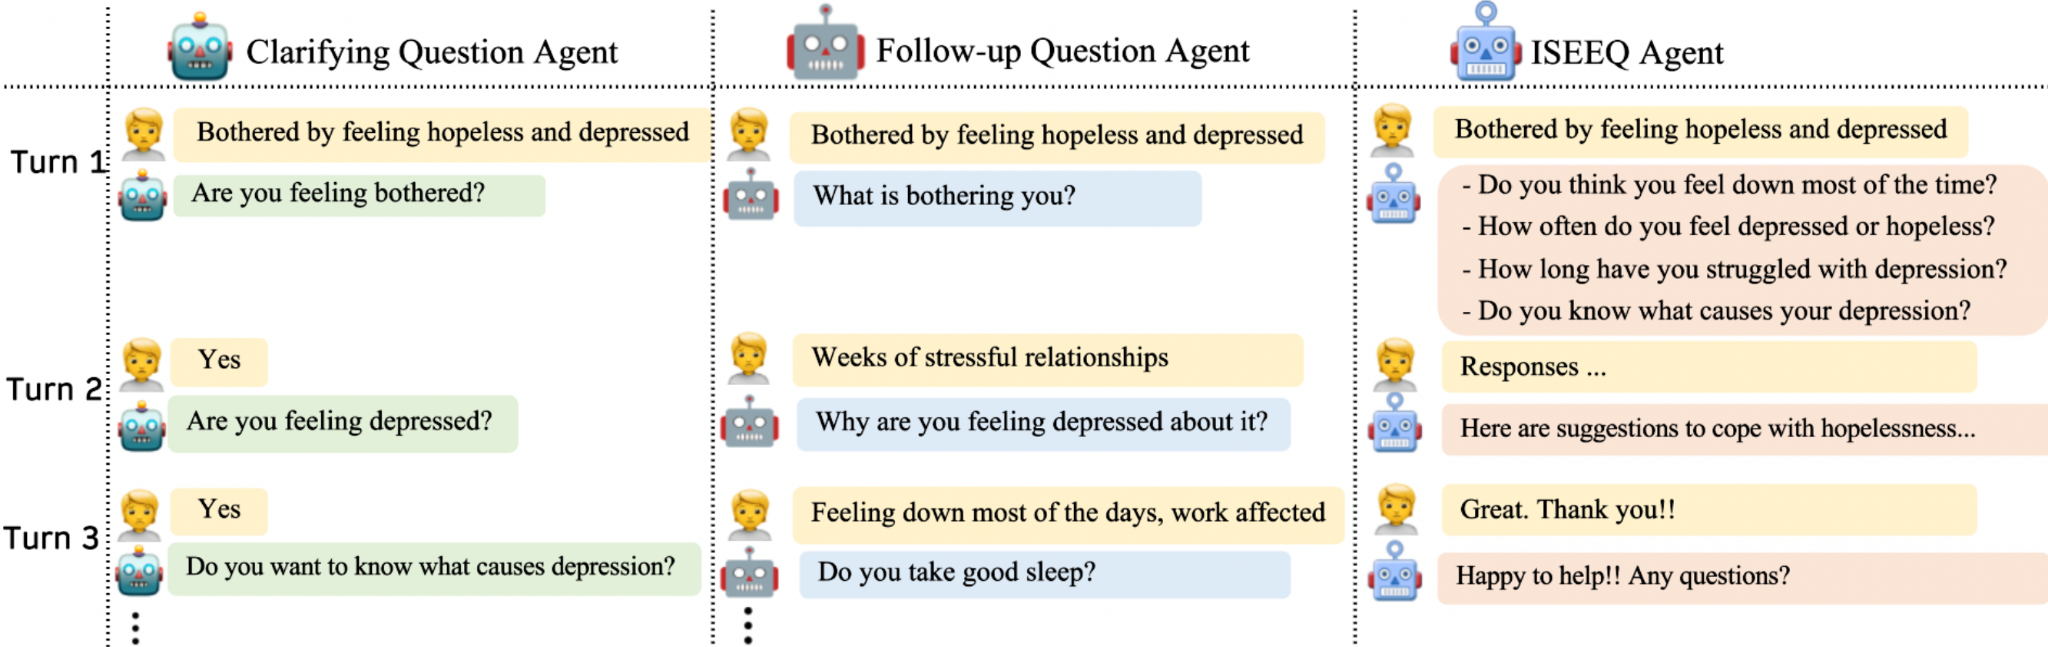 Clarifying Question Agent
Follow-up Question Agent
ISEEQ Agent
Turn 1
Bothered by feeling hopeless and depressed
Are you feeling bothered?
Bothered by feeling hopeless and depressed
What is bothering you?
Bothered by feeling hopeless and depressed
- Do you think you feel down most of the time?
- How often do you feel depressed or hopeless?
- How long have you struggled with depression?
- Do you know what causes your depression?
Turn 2
Yes
Are you feeling depressed?
Weeks of stressful relationships
Why are you feeling depressed about it?
Responses ...
Here are suggestions to cope with hopelessness...
Turn 3
Yes
Do you want to know what causes depression?
Feeling down most of the days, work affected
Do you take good sleep?
Great. Thank you!!
Happy to help!! Any questions?